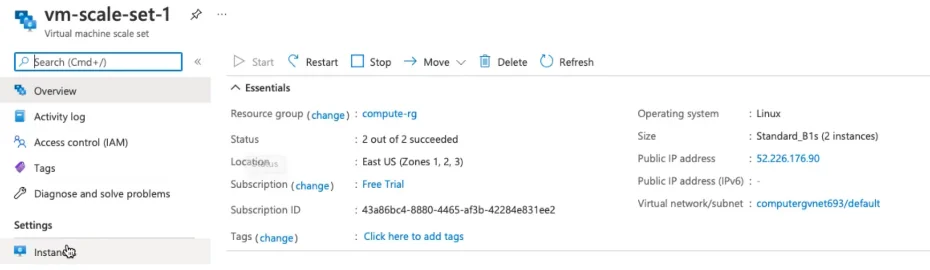 vm-scale-set-1
Virtual machine scale set
Search (Cmd+/)
«
Start Restart Stop Move Delete Refresh
Overview
Activity log
Access control (IAM)
Tags
Diagnose and solve problems
Settings
Essentials
Resource group (change) : compute-rg
Status : 2 out of 2 succeeded
Location : East US (Zones 1, 2, 3)
Subscription (change) : Free Trial
Subscription ID : 43a86bc4-8880-4465-af3b-42284e831ee2
Tags (change) : Click here to add tags
Operating system : Linux
Size : Standard_B1s (2 instances)
Public IP address : 52.226.176.90
Public IP address (IPv6) : -
Virtual network/subnet : computergvnet693/default